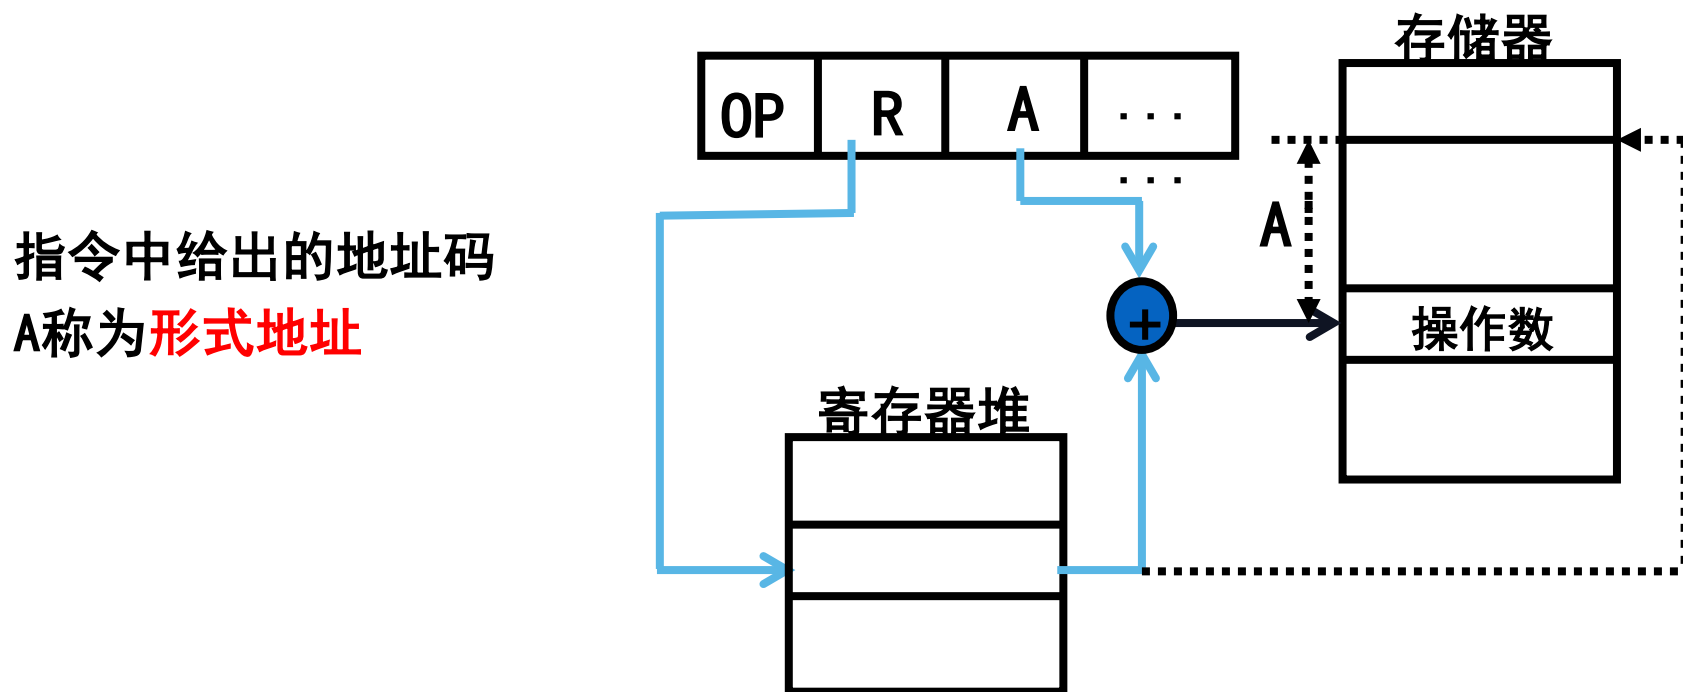 存储器
OP R A ...
...
A
指令中给出的地址码
A称为形式地址
+
操作数
寄存器堆